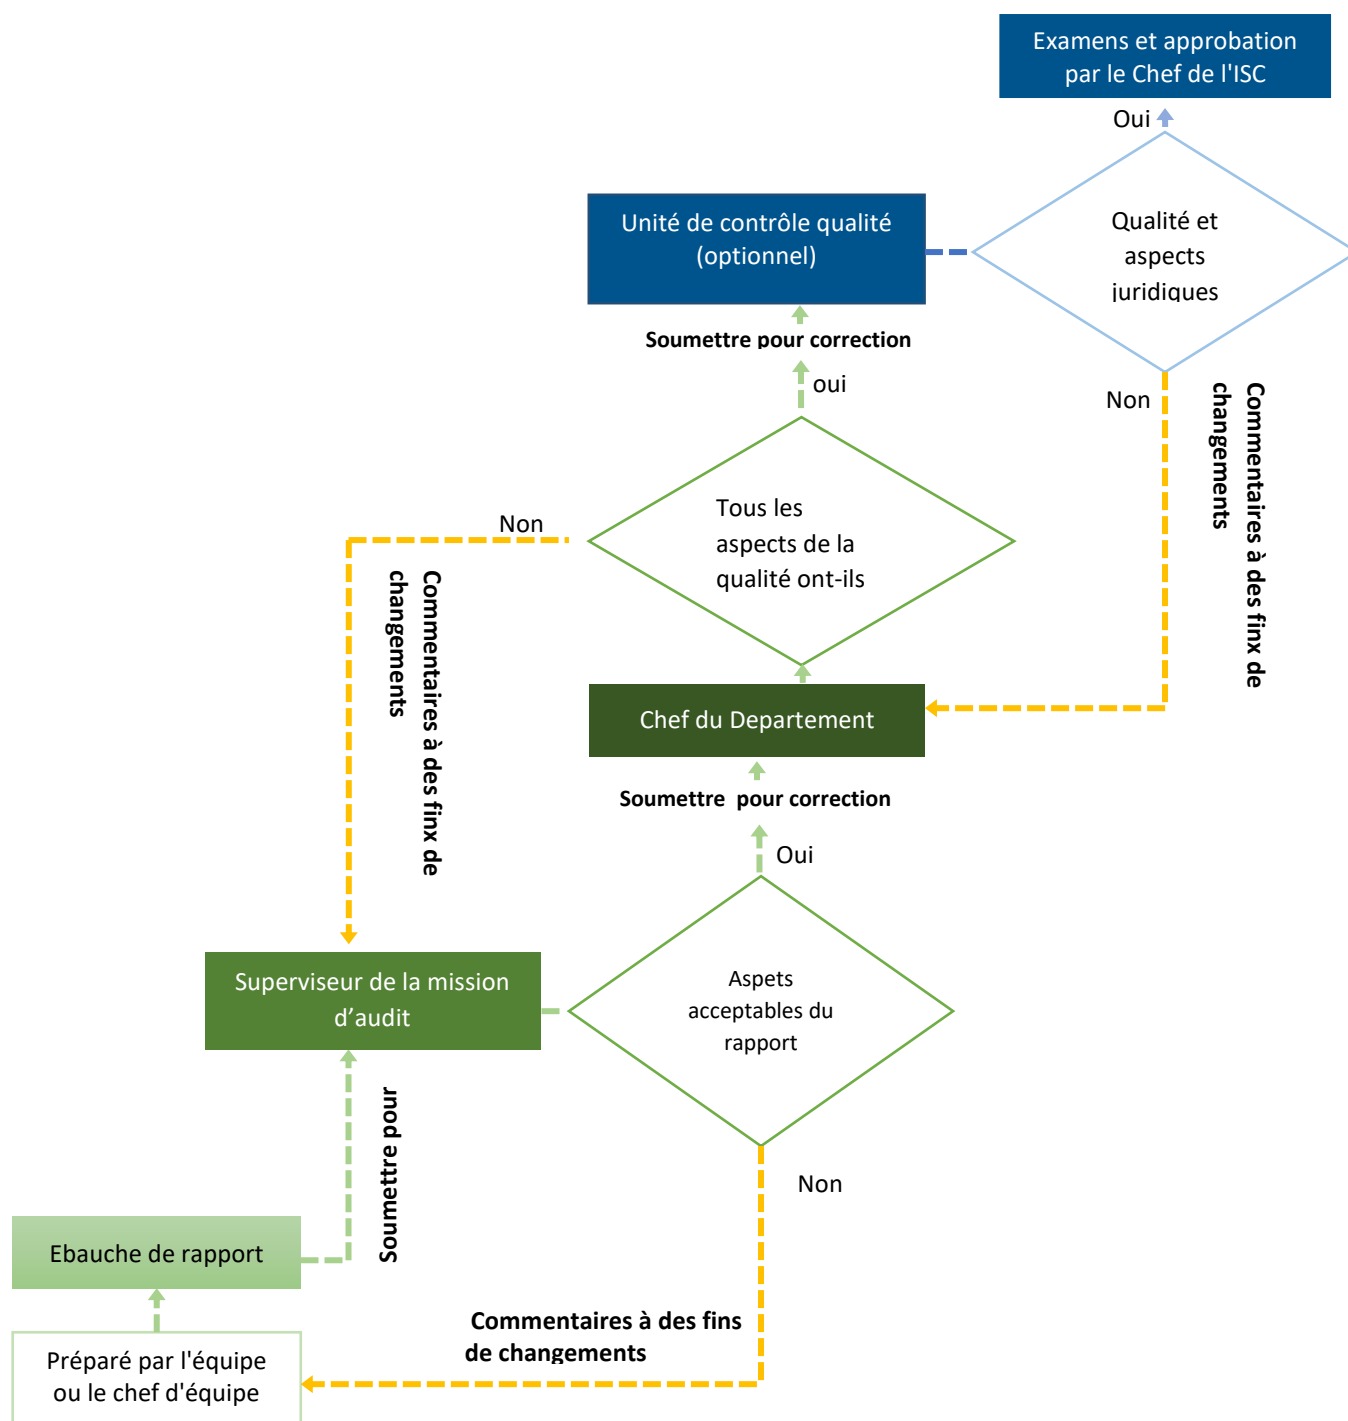 Examens et approbation
par le Chef de l'ISC
Oui
Qualité et
aspects
juridiques
Unité de contrôle qualité
(optionnel)
Soumettre pour correction
oui
Non
Commentaires à des finx de
changements
Tous les
aspects de la
qualité ont-ils
Non
Commentaires à des finx de
changements
Chef du Departement
Soumettre pour correction
Oui
Aspets
acceptables du
rapport
Superviseur de la mission
d’audit
Soumettre pour
Non
Ebauche de rapport
Commentaires à des fins
de changements
Préparé par l'équipe
ou le chef d'équipe